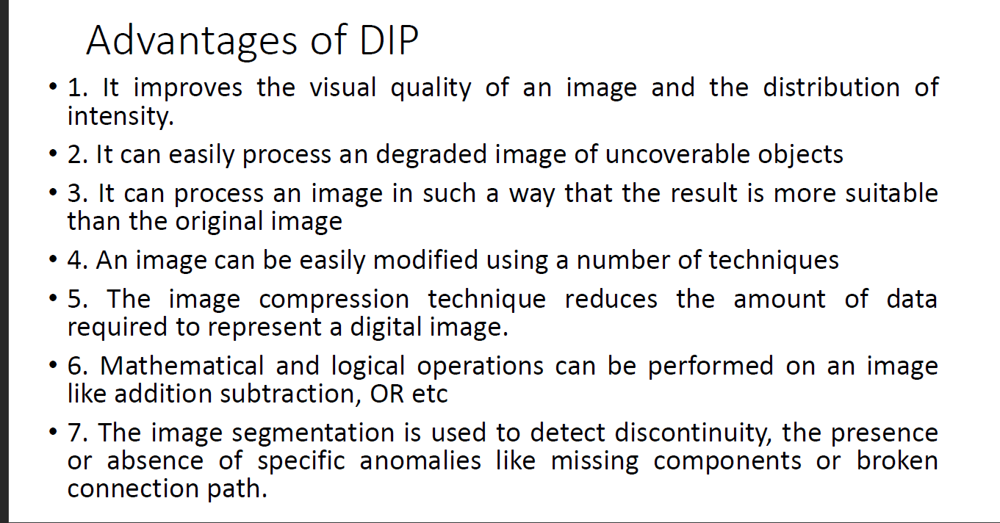 Advantages of DIP
• 1. It improves the visual quality of an image and the distribution of
intensity.
• 2. It can easily process an degraded image of uncoverable objects
• 3. It can process an image in such a way that the result is more suitable
than the original image
• 4. An image can be easily modified using a number of techniques
• 5. The image compression technique reduces the amount of data
required to represent a digital image.
• 6. Mathematical and logical operations can be performed on an image
like addition subtraction, OR etc
• 7. The image segmentation is used to detect discontinuity, the presence
or absence of specific anomalies like missing components or broken
connection path.